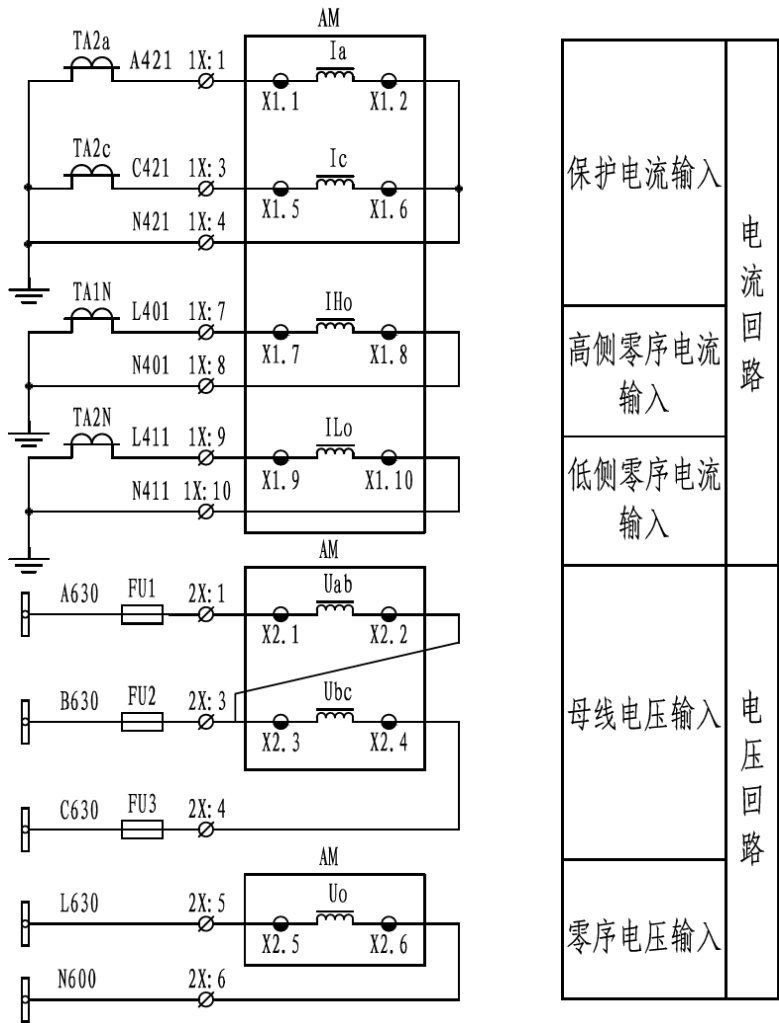 AM
TA2a
A421 1X:1
Ia
X1.1
X1.2
TA2c
C421 1X:3
Ic
X1.5
X1.6
N421 1X:4
TA1N
L401 1X:7
IHo
X1.7
X1.8
N401 1X:8
TA2N
L411 1X:9
ILo
X1.9
X1.10
N411 1X:10
AM
A630
FU1
2X:1
Uab
X2.1
X2.2
B630
FU2
2X:3
Ubc
X2.3
X2.4
C630
FU3
2X:4
AM
L630
2X:5
Uo
X2.5
X2.6
N600
2X:6
保护电流输入
高侧零序电流
输入
低侧零序电流
输入
电流回路
母线电压输入
零序电压输入
电压回路